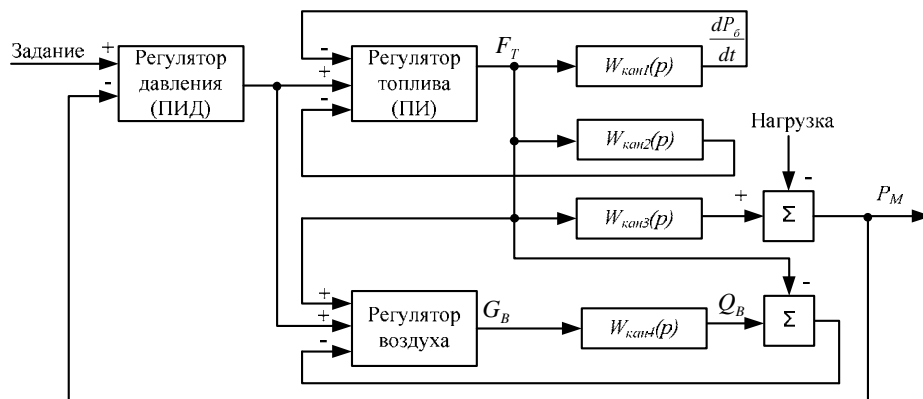 Задание
+
-
Регулятор
давления
(ПИД)
-
+
-
Регулятор
топлива
(ПИ)
F_T
W_кан1(p)
dP_б
dt
W_кан2(p)
Нагрузка
-
W_кан3(p)
+
Σ
P_M
+
+
-
Регулятор
воздуха
G_B
W_кан4(p)
Q_B
-
Σ